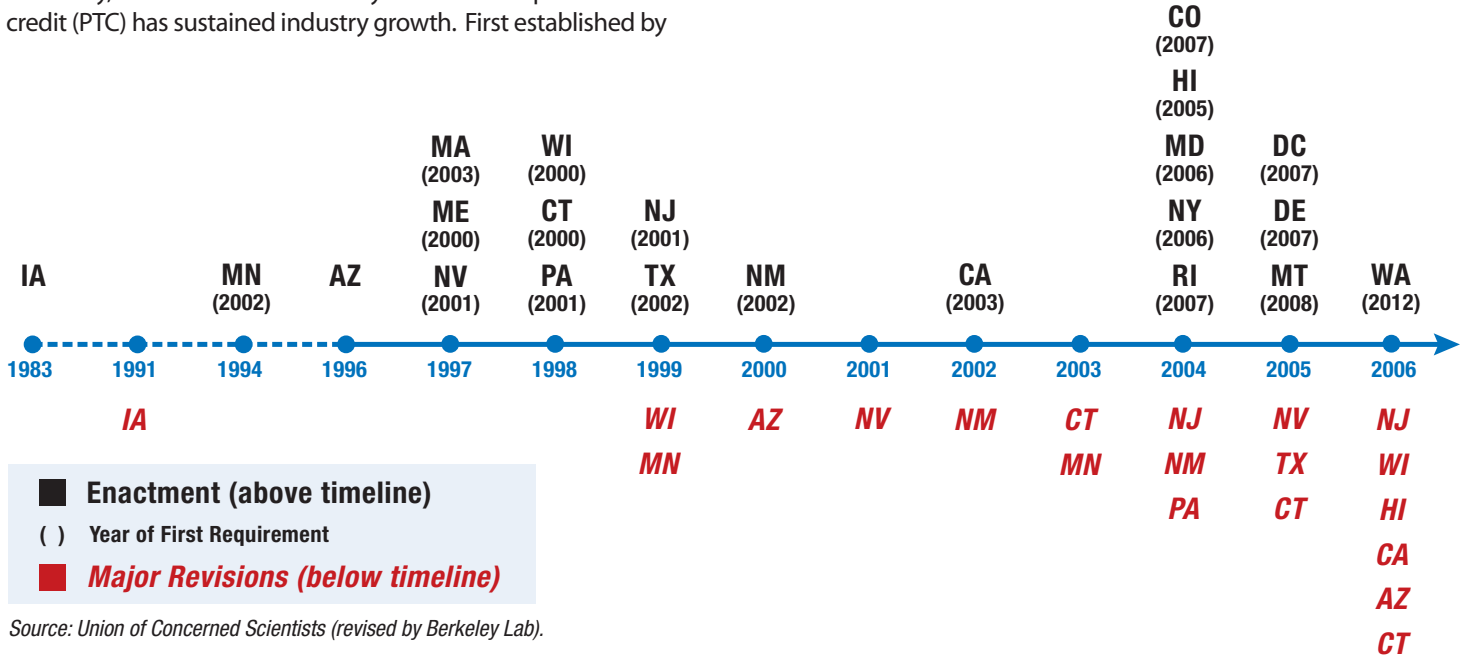 credit (PTC) has sustained industry growth. First established by
CO
(2007)
HI
(2005)
MA
(2003)
WI
(2000)
MD
(2006)
DC
(2007)
ME
(2000)
CT
(2000)
NJ
(2001)
NY
(2006)
DE
(2007)
IA
MN
(2002)
AZ
NV
(2001)
PA
(2001)
TX
(2002)
NM
(2002)
CA
(2003)
RI
(2007)
MT
(2008)
WA
(2012)
1983 1991 1994 1996 1997 1998 1999 2000 2001 2002 2003 2004 2005 2006
IA WI AZ NV NM CT NJ NV NJ
MN MN NM TX WI
PA CT HI
CA
AZ
CT
Enactment (above timeline)
( ) Year of First Requirement
Major Revisions (below timeline)
Source: Union of Concerned Scientists (revised by Berkeley Lab).